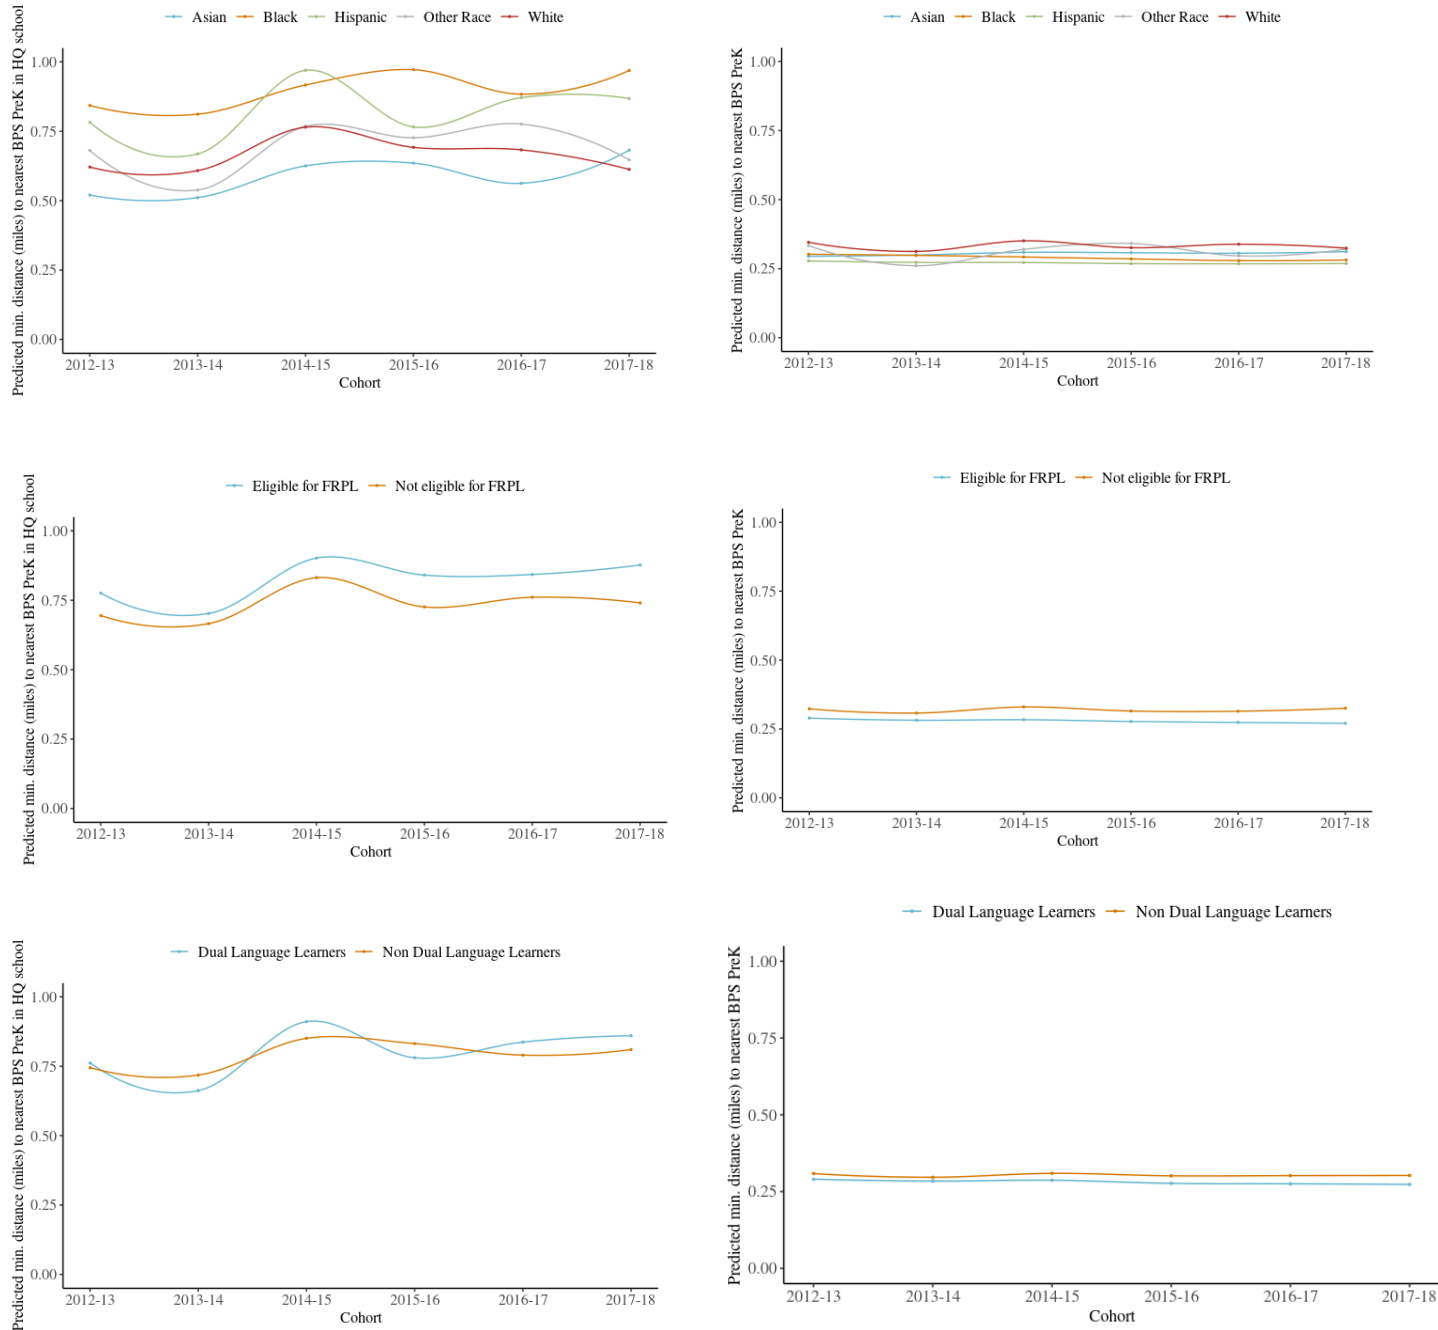 Asian Black Hispanic Other Race White
Predicted min. distance (miles) to nearest BPS PreK in HQ school
1.00
0.75
0.50
0.25
0.00
2012-13 2013-14 2014-15 2015-16 2016-17 2017-18
Cohort
Asian Black Hispanic Other Race White
Predicted min. distance (miles) to nearest BPS PreK
1.00
0.75
0.50
0.25
0.00
2012-13 2013-14 2014-15 2015-16 2016-17 2017-18
Cohort
Eligible for FRPL Not eligible for FRPL
Predicted min. distance (miles) to nearest BPS PreK in HQ school
1.00
0.75
0.50
0.25
0.00
2012-13 2013-14 2014-15 2015-16 2016-17 2017-18
Cohort
Eligible for FRPL Not eligible for FRPL
Predicted min. distance (miles) to nearest BPS PreK
1.00
0.75
0.50
0.25
0.00
2012-13 2013-14 2014-15 2015-16 2016-17 2017-18
Cohort
Dual Language Learners Non Dual Language Learners
Predicted min. distance (miles) to nearest BPS PreK in HQ school
1.00
0.75
0.50
0.25
0.00
2012-13 2013-14 2014-15 2015-16 2016-17 2017-18
Cohort
Dual Language Learners Non Dual Language Learners
Predicted min. distance (miles) to nearest BPS PreK
1.00
0.75
0.50
0.25
0.00
2012-13 2013-14 2014-15 2015-16 2016-17 2017-18
Cohort